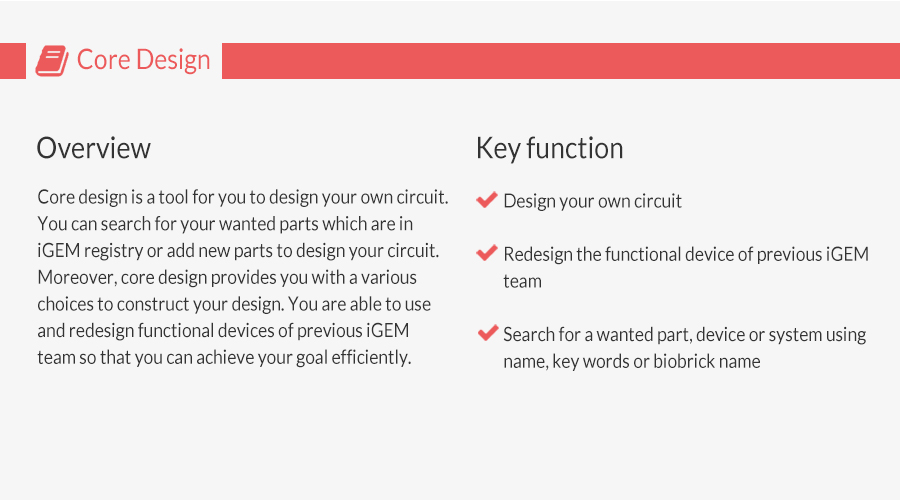 Core Design
Overview
Core design is a tool for you to design your own circuit.
You can search for your wanted parts which are in
iGEM registry or add new parts to design your circuit.
Moreover, core design provides you with a various
choices to construct your design. You are able to use
and redesign functional devices of previous iGEM
team so that you can achieve your goal efficiently.
Key function
Design your own circuit
Redesign the functional device of previous iGEM
team
Search for a wanted part, device or system using
name, key words or biobrick name